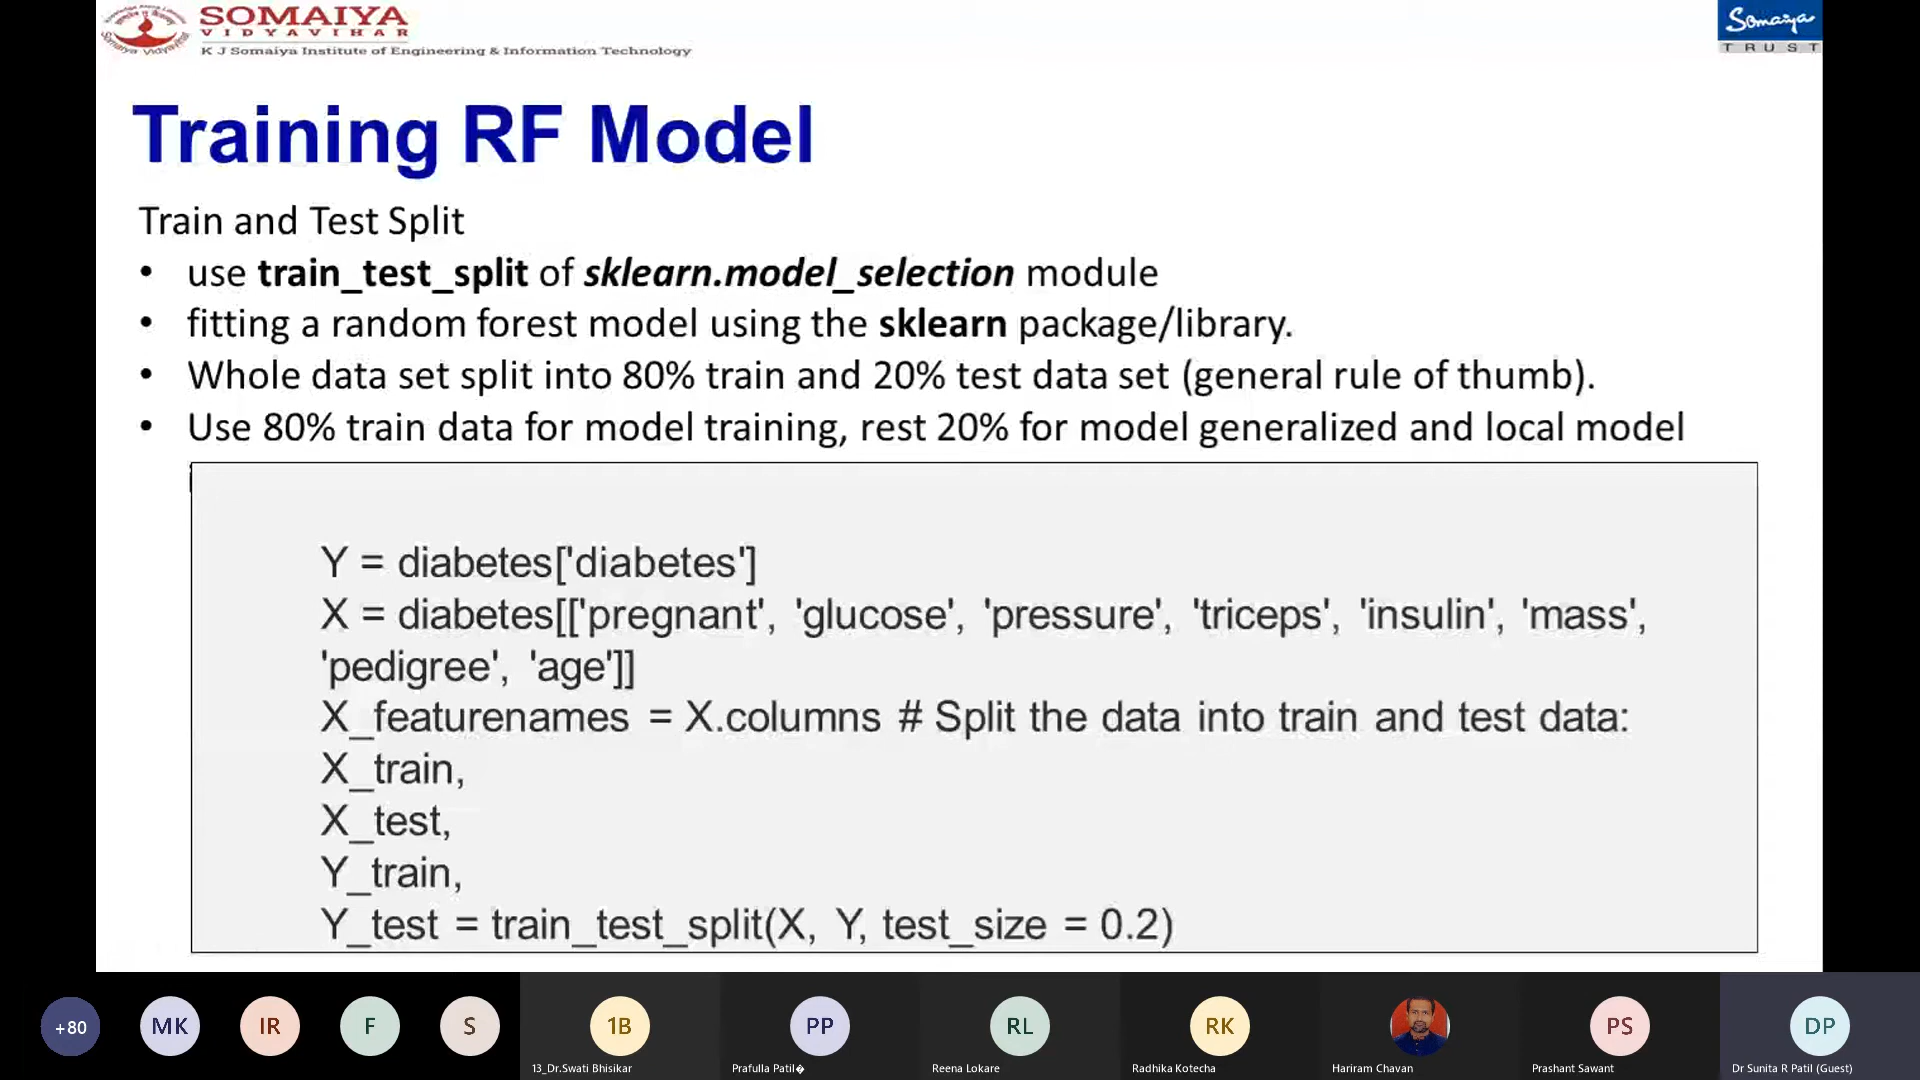 SOMAIYA
VIDYAVIHAR
K J Somaiya Institute of Engineering & Information Technology
Somaiya
TRUST
Training RF Model
Train and Test Split
• use train_test_split of sklearn.model_selection module
• fitting a random forest model using the sklearn package/library.
• Whole data set split into 80% train and 20% test data set (general rule of thumb).
• Use 80% train data for model training, rest 20% for model generalized and local model
Y = diabetes['diabetes']
X = diabetes[['pregnant', 'glucose', 'pressure', 'triceps', 'insulin', 'mass',
'pedigree', 'age']]
X_featurenames = X.columns # Split the data into train and test data:
X_train,
X_test,
Y_train,
Y_test = train_test_split(X, Y, test_size = 0.2)
+80
MK
IR
F
S
1B
PP
RL
RK
PS
DP
13_Dr.Swati Bhisikar
Prafulla Patil�
Reena Lokare
Radhika Kotecha
Hariram Chavan
Prashant Sawant
Dr Sunita R Patil (Guest)